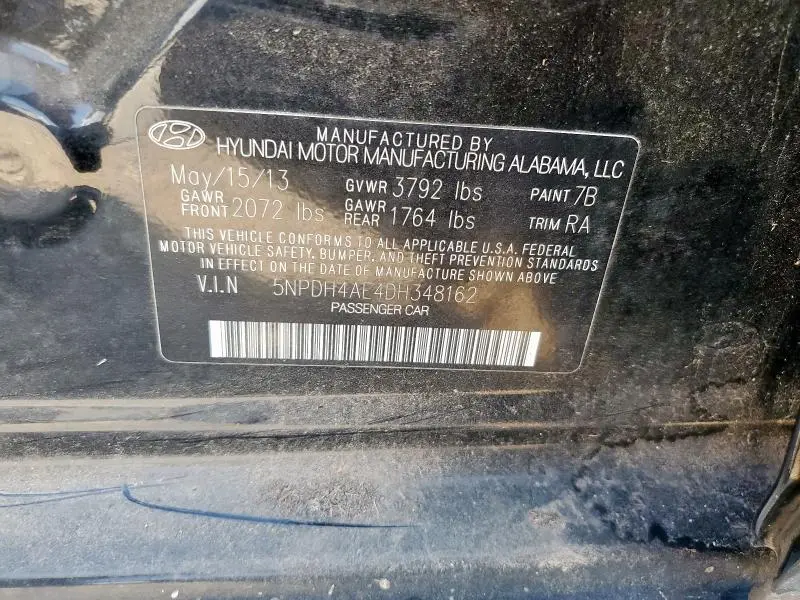 MANUFACTURED BY
HYUNDAI MOTOR MANUFACTURING ALABAMA, LLC
May/15/13 GVWR 3792 lbs PAINT 7B
GAWR FRONT 2072 lbs GAWR REAR 1764 lbs TRIM RA
THIS VEHICLE CONFORMS TO ALL APPLICABLE U.S.A. FEDERAL
MOTOR VEHICLE SAFETY, BUMPER, AND THEFT PREVENTION STANDARDS
IN EFFECT ON THE DATE OF MANUFACTURE SHOWN ABOVE
V.I.N 5NPDH4AE4DH348162
PASSENGER CAR